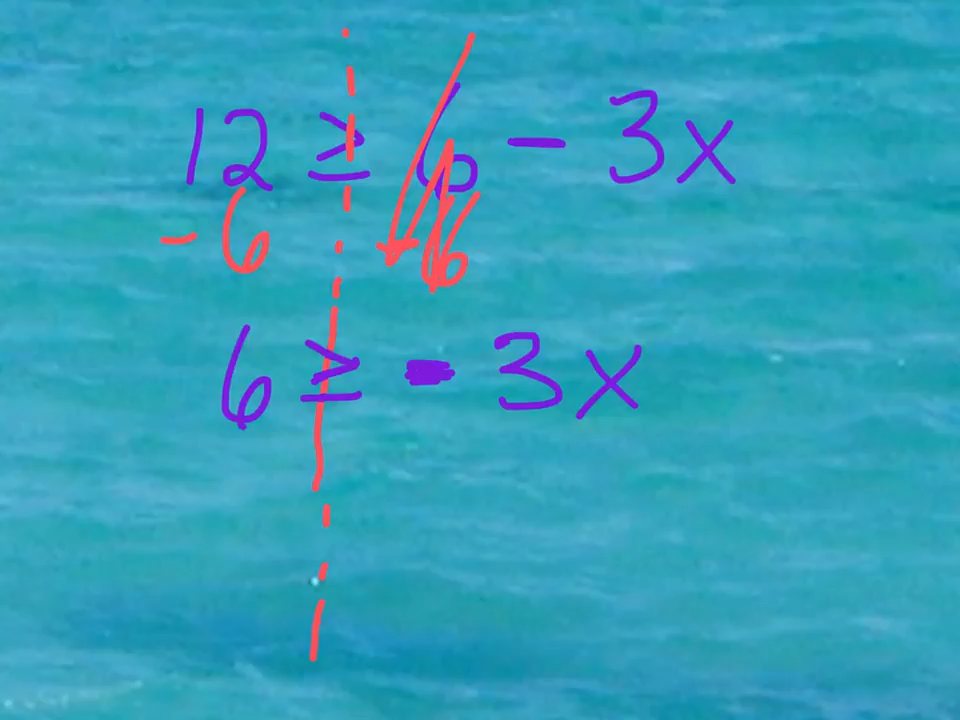 12 ≥ 6 - 3x
- 6 - 6
6 ≥ - 3x